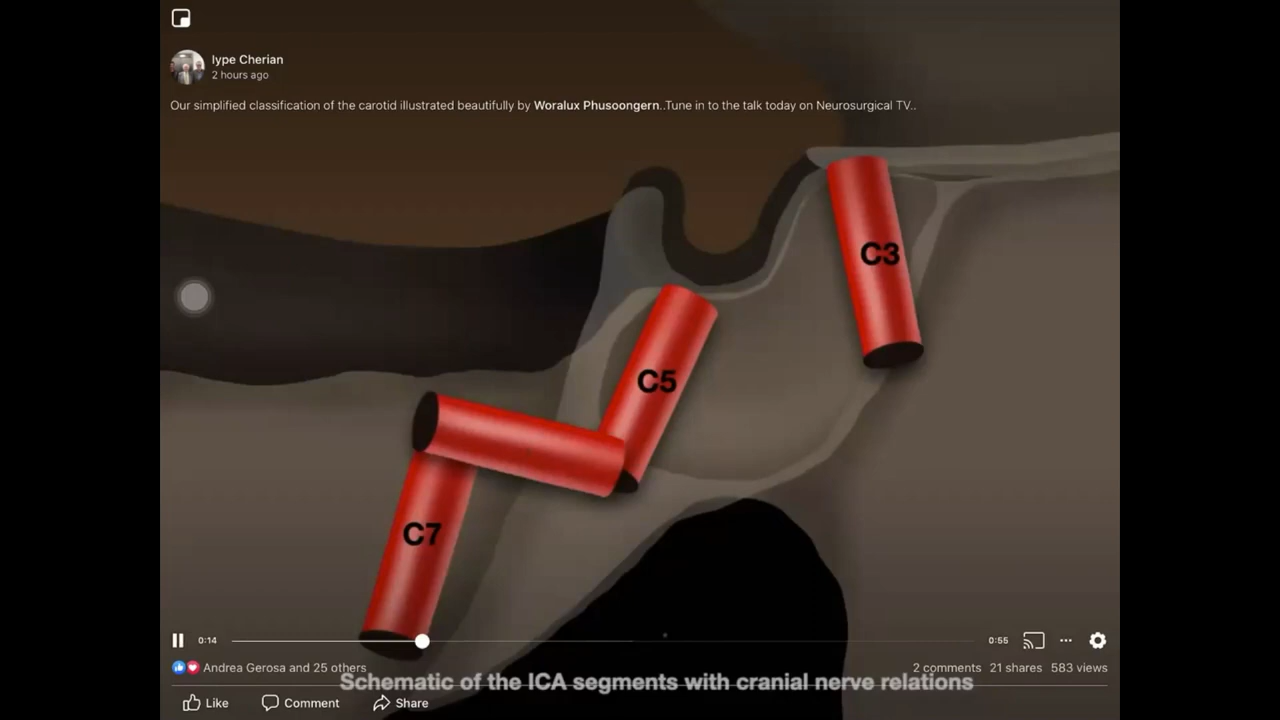 Iype Cherian
2 hours ago
Our simplified classification of the carotid illustrated beautifully by Woralux Phusoongern..Tune in to the talk today on Neurosurgical TV..
C3
C5
C7
0:14
0:55
Andrea Gerosa and 25 others
2 comments 21 shares 583 views
Schematic of the ICA segments with cranial nerve relations
Like Comment Share